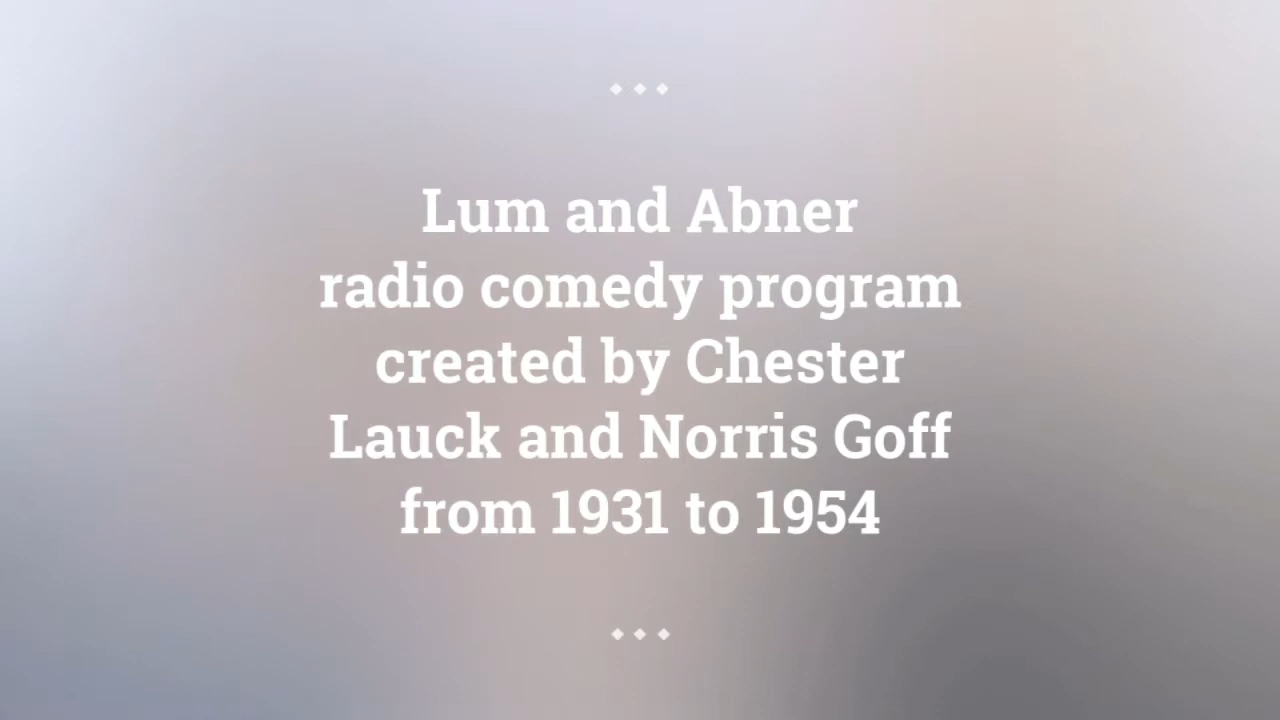 Lum and Abner
radio comedy program
created by Chester
Lauck and Norris Goff
from 1931 to 1954